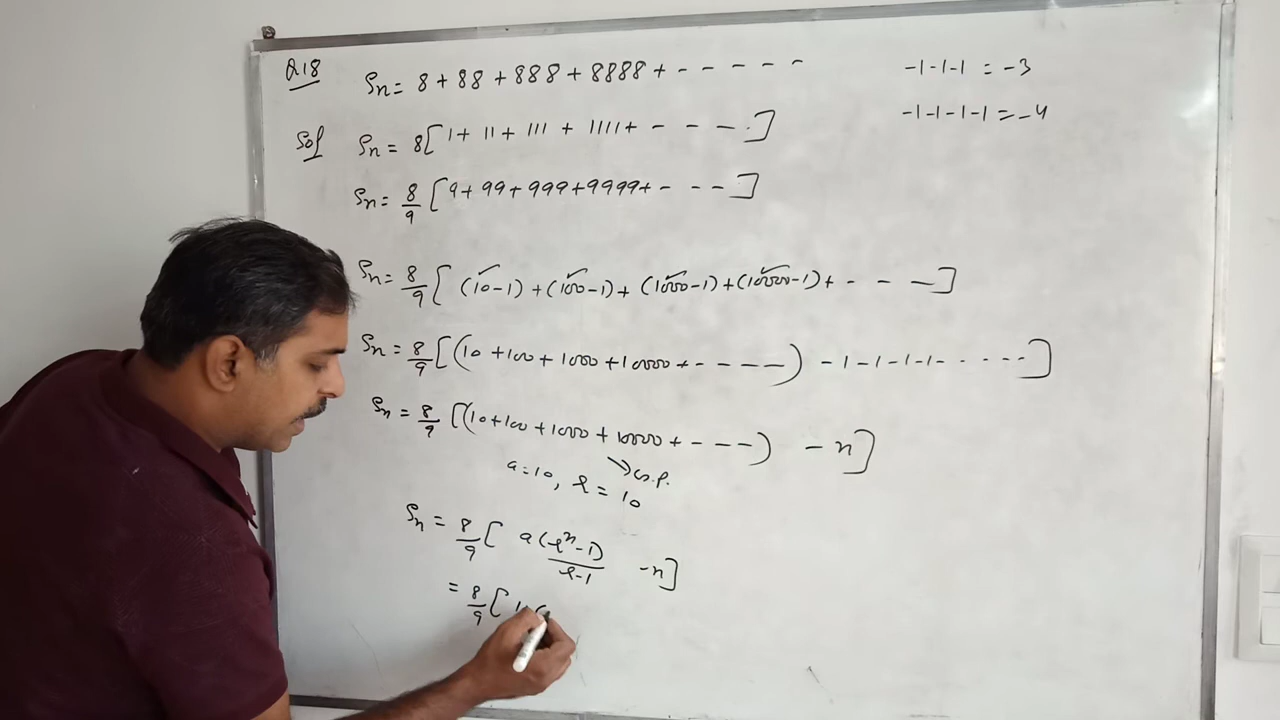 Q.18 Sn = 8 + 88 + 888 + 8888 + - - - - -
-1-1-1 = -3
-1-1-1-1 = -4
Sol Sn = 8[ 1 + 11 + 111 + 1111 + - - - . ]
Sn = 8/9 [ 9 + 99 + 999 + 9999 + - - - ]
Sn = 8/9 [ (10-1) + (100-1) + (1000-1) + (10000-1) + - - - ]
Sn = 8/9 [ (10 + 100 + 1000 + 10000 + - - - - ) -1-1-1-1- - - - - ]
Sn = 8/9 [ (10 + 100 + 1000 + 10000 + - - - ) - n ]
a = 10, r = 10 → G.P.
Sn = 8/9 [ a(r^n - 1)/r-1 - n ]
= 8/9 [ 10